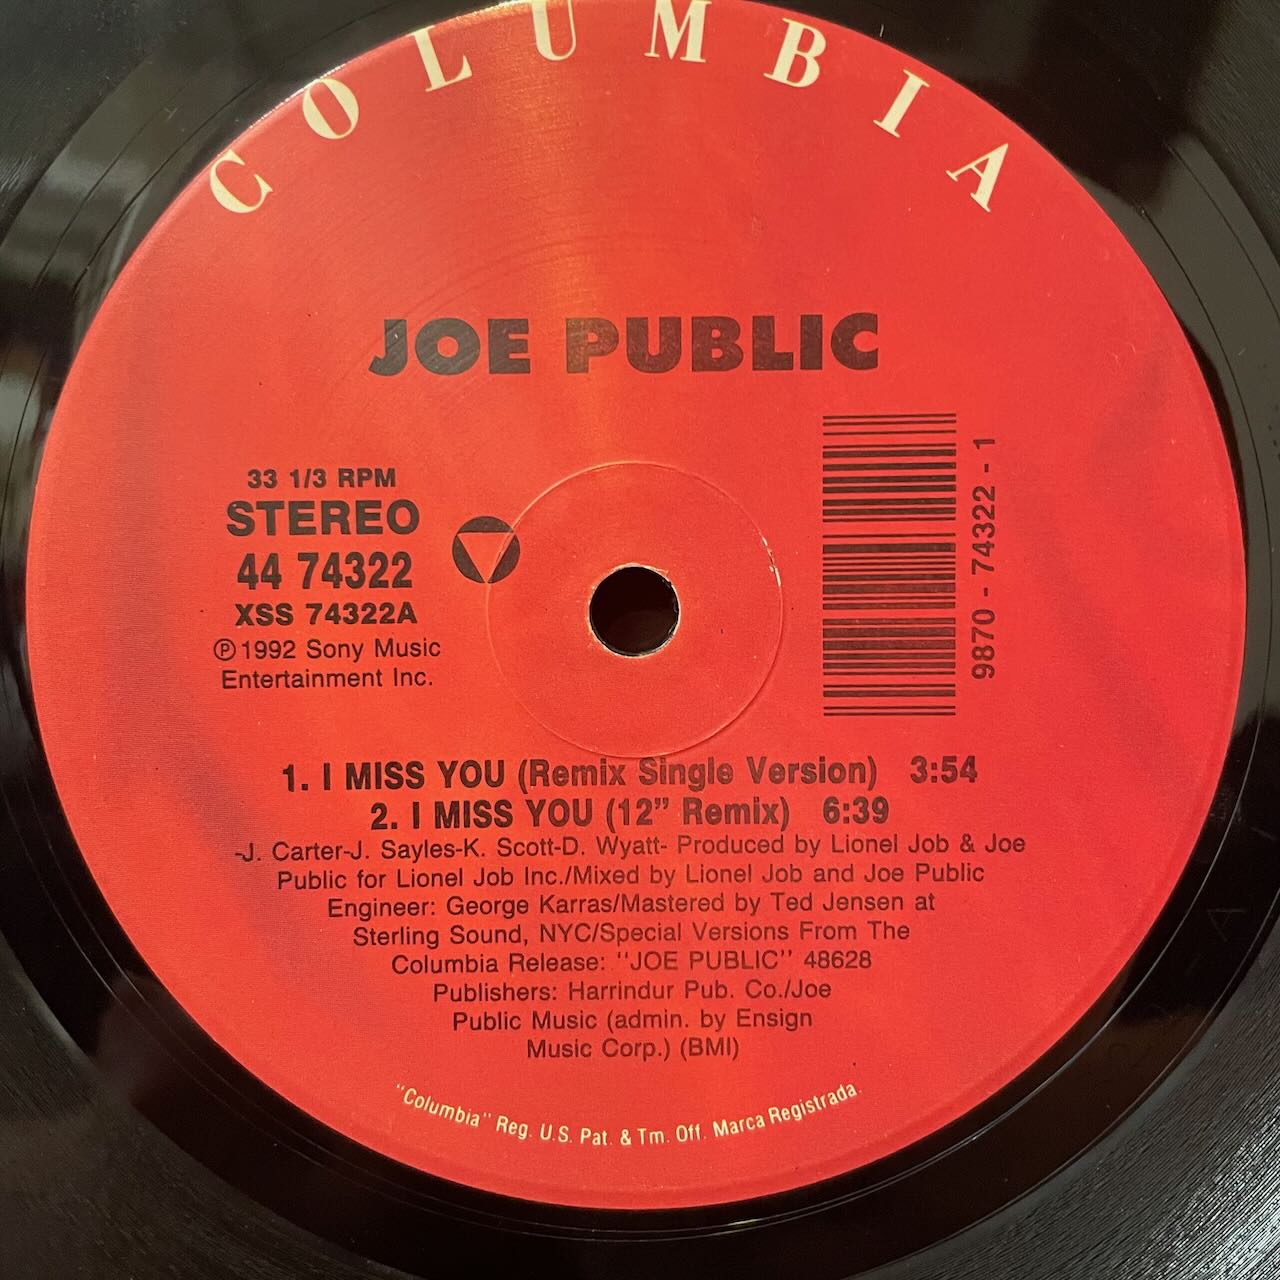 COLUMBIA
JOE PUBLIC
33 1/3 RPM
STEREO
44 74322
XSS 74322A
Ⓟ 1992 Sony Music
Entertainment Inc.
9870 - 74322 - 1
1. I MISS YOU (Remix Single Version) 3:54
2. I MISS YOU (12” Remix) 6:39
-J. Carter-J. Sayles-K. Scott-D. Wyatt- Produced by Lionel Job & Joe
Public for Lionel Job Inc./Mixed by Lionel Job and Joe Public
Engineer: George Karras/Mastered by Ted Jensen at
Sterling Sound, NYC/Special Versions From The
Columbia Release: “JOE PUBLIC” 48628
Publishers: Harrindur Pub. Co./Joe
Public Music (admin. by Ensign
Music Corp.) (BMI)
“Columbia” Reg. U.S. Pat. & Tm. Off. Marca Registrada.